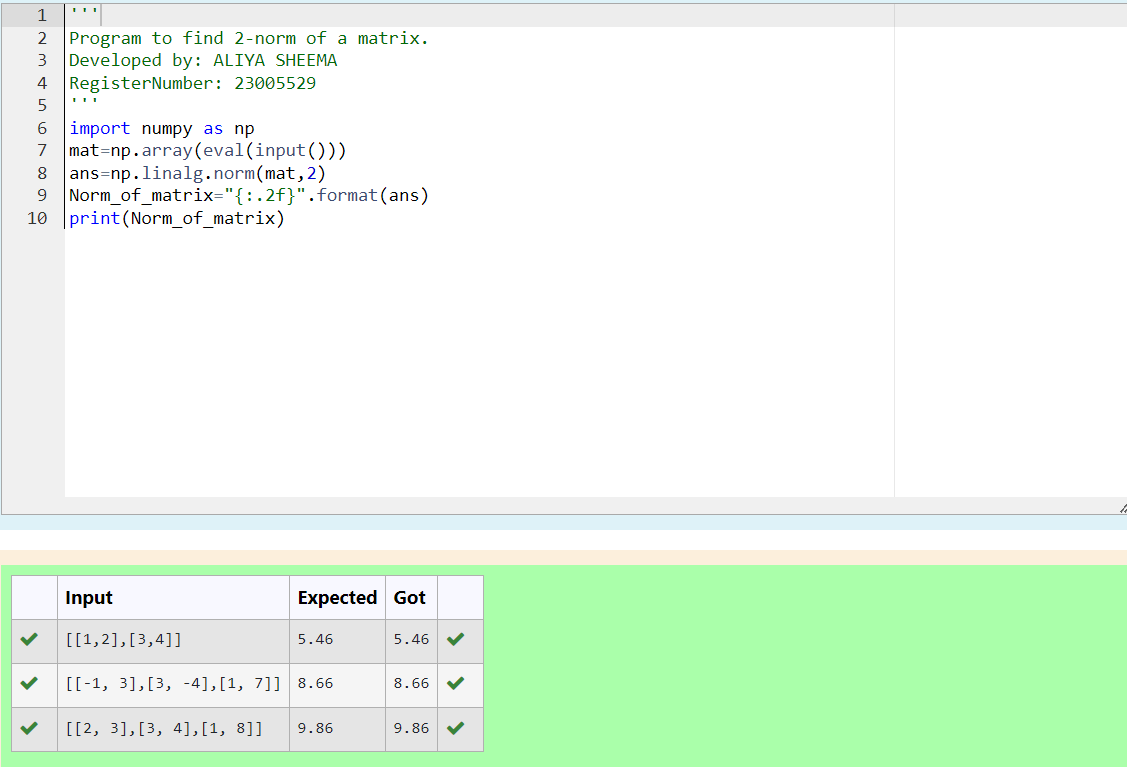 1 '''
2 Program to find 2-norm of a matrix.
3 Developed by: ALIYA SHEEMA
4 RegisterNumber: 23005529
5 '''
6 import numpy as np
7 mat=np.array(eval(input()))
8 ans=np.linalg.norm(mat,2)
9 Norm_of_matrix="{:.2f}".format(ans)
10 print(Norm_of_matrix)
Input Expected Got
[[1,2],[3,4]] 5.46 5.46
[[-1, 3],[3, -4],[1, 7]] 8.66 8.66
[[2, 3],[3, 4],[1, 8]] 9.86 9.86